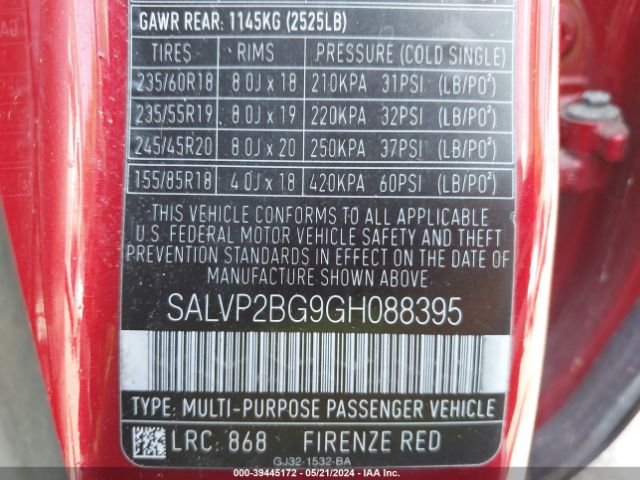 GAWR REAR: 1145KG (2525LB)
TIRES RIMS PRESSURE (COLD SINGLE)
235/60R18 8.0J x 18 210KPA 31PSI (LB/PO²)
235/55R19 8.0J x 19 220KPA 32PSI (LB/PO²)
245/45R20 8.0J x 20 250KPA 37PSI (LB/PO²)
155/85R18 4.0J x 18 420KPA 60PSI (LB/PO²)
THIS VEHICLE CONFORMS TO ALL APPLICABLE
U.S. FEDERAL MOTOR VEHICLE SAFETY AND THEFT
PREVENTION STANDARDS IN EFFECT ON THE DATE OF
MANUFACTURE SHOWN ABOVE.
SALVP2BG9GH088395
TYPE: MULTI-PURPOSE PASSENGER VEHICLE
LRC: 868 FIRENZE RED
GJ32-1532-BA
IAA - 39445172 // 05/21/2024 // IAA Inc.